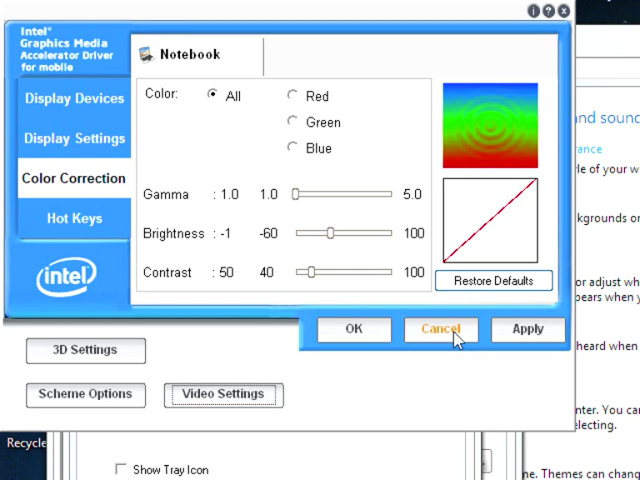 Intel®
Graphics Media
Accelerator Driver
for mobile
Notebook
Display Devices
Display Settings
Color Correction
Hot Keys
intel
Color:
All
Red
Green
Blue
Gamma : 1.0 1.0 5.0
Brightness : -1 -60 100
Contrast : 50 40 100
Restore Defaults
OK
Cancel
Apply
3D Settings
Scheme Options
Video Settings
Show Tray Icon
Recycle
nd sound
rance
le of your w
kgrounds or
or adjust wh
pears when y
heard when
nter. You can
electing.
ne. Themes can chang